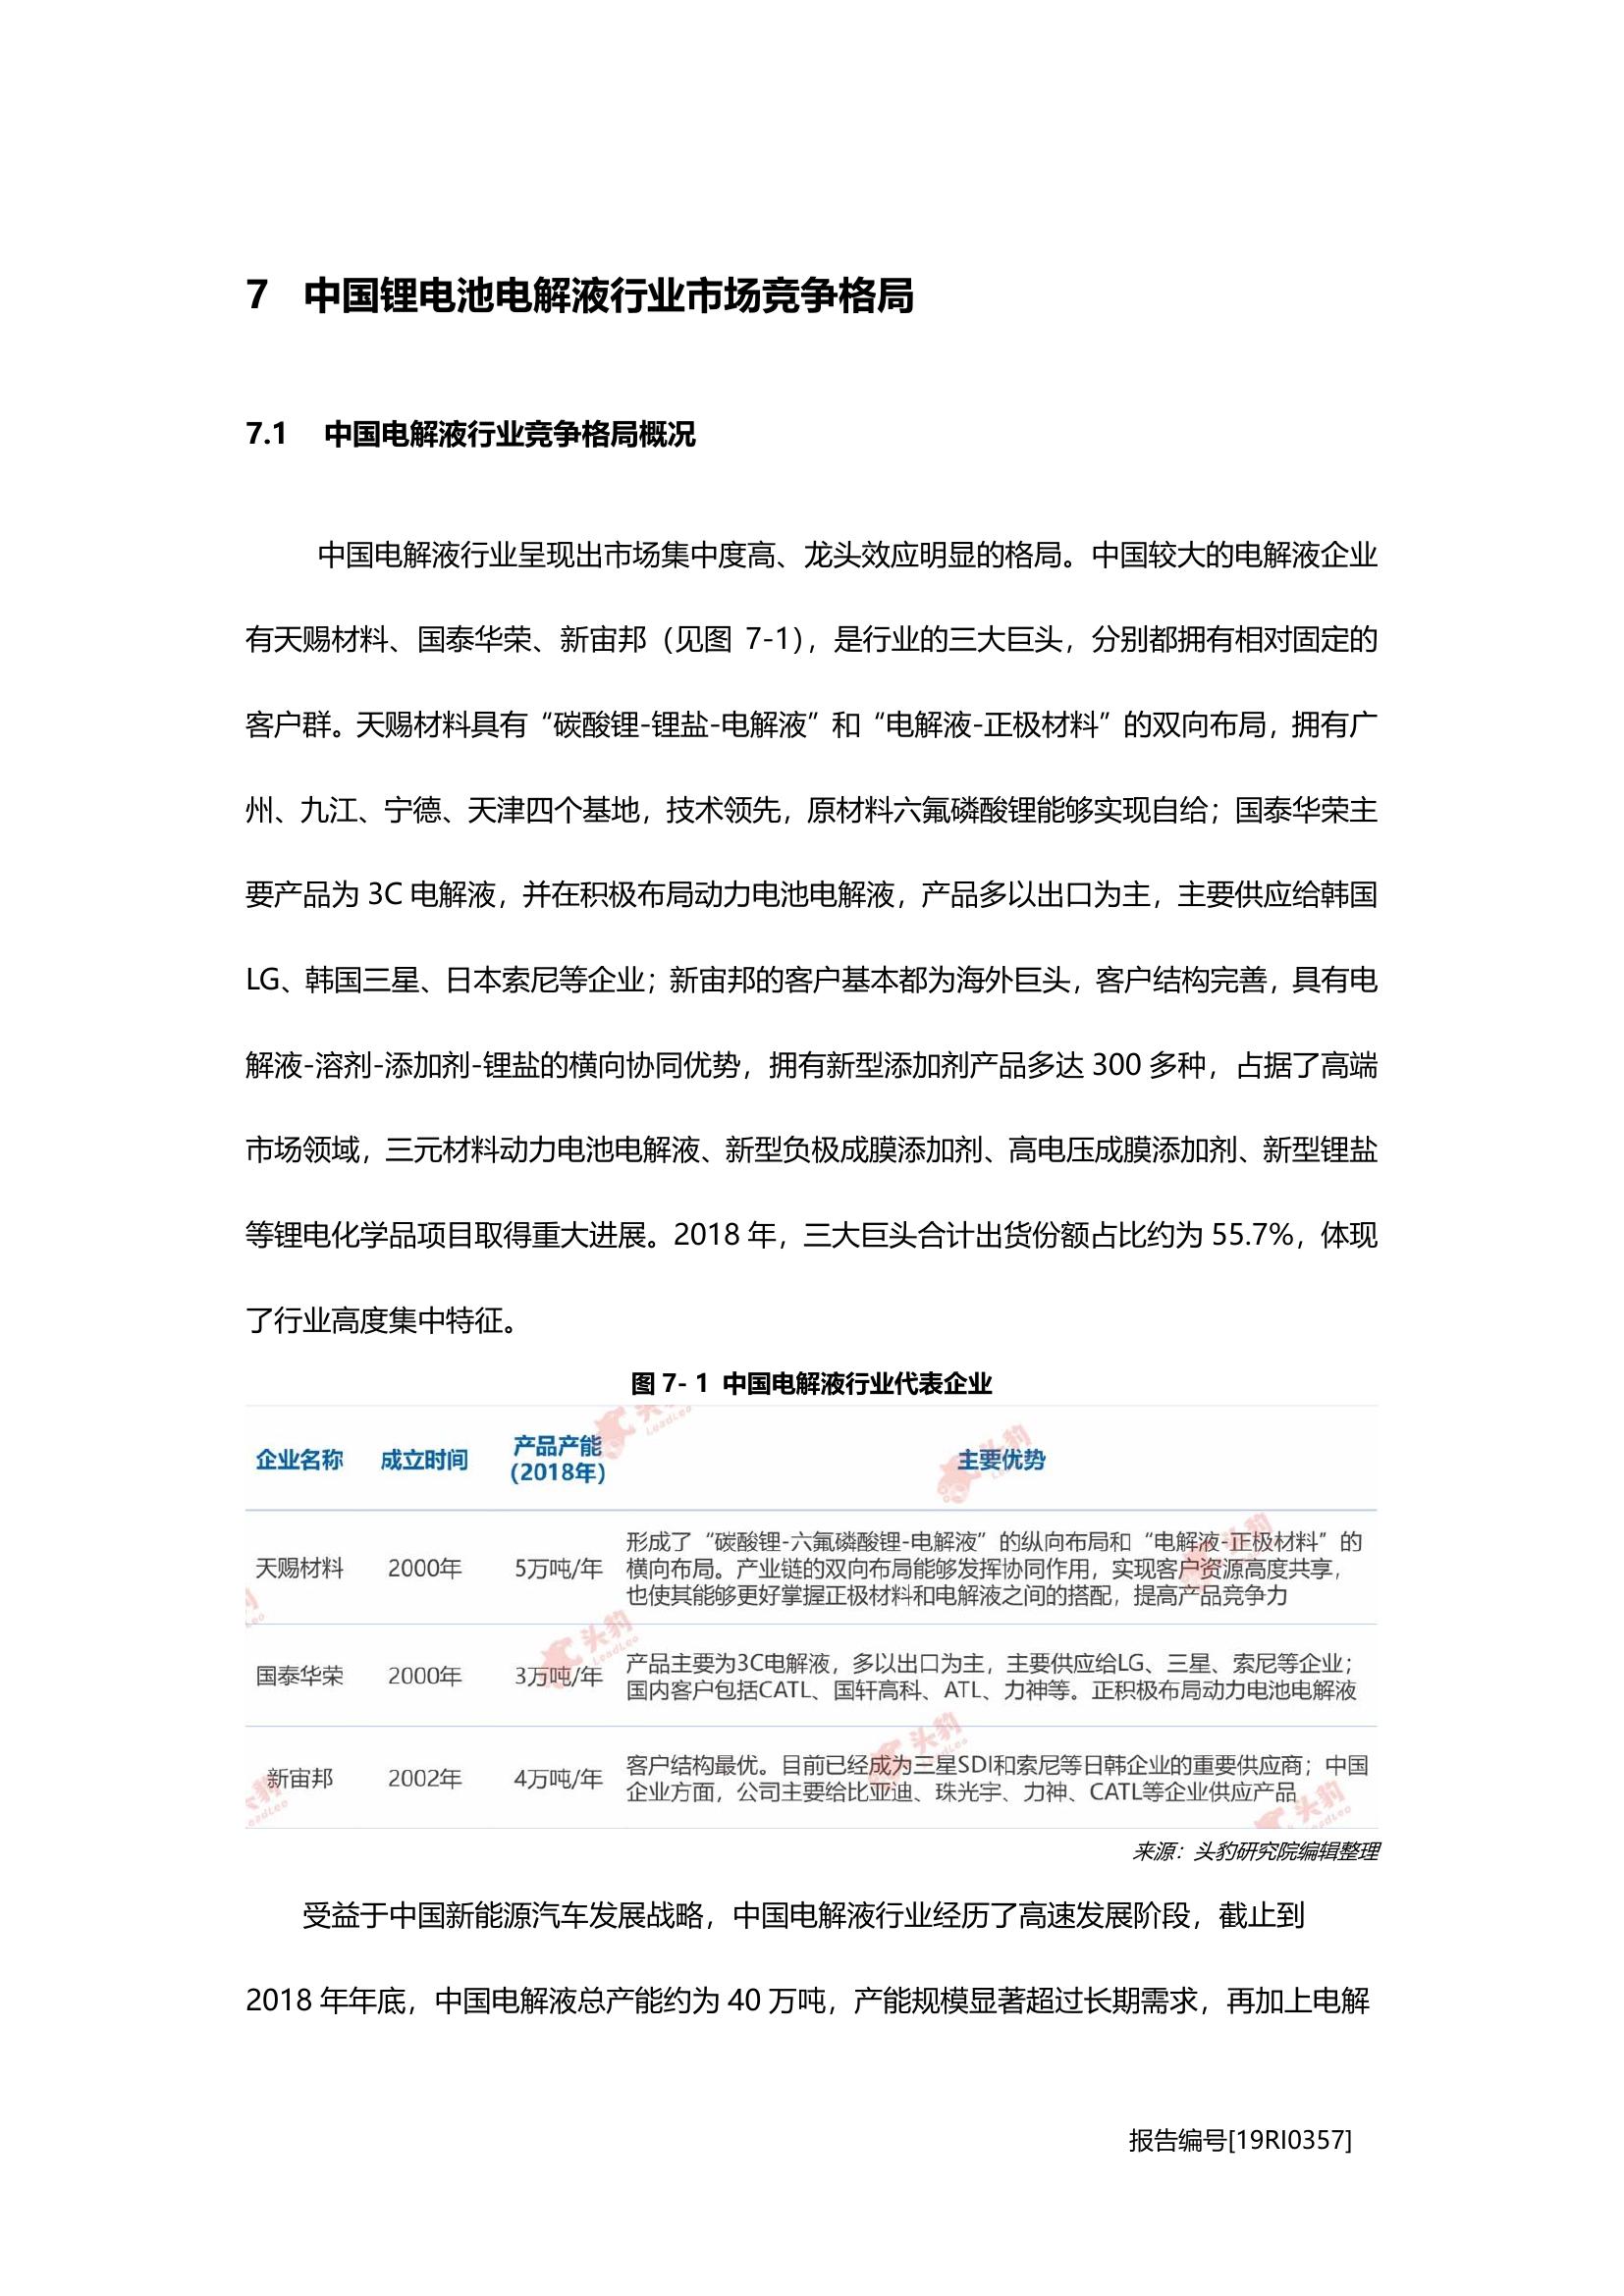 7 中国锂电池电解液行业市场竞争格局
7.1 中国电解液行业竞争格局概况
中国电解液行业呈现出市场集中度高、龙头效应明显的格局。中国较大的电解液企业
有天赐材料、国泰华荣、新宙邦（见图 7-1），是行业的三大巨头，分别都拥有相对固定的
客户群。天赐材料具有“碳酸锂-锂盐-电解液”和“电解液-正极材料”的双向布局，拥有广
州、九江、宁德、天津四个基地，技术领先，原材料六氟磷酸锂能够实现自给；国泰华荣主
要产品为 3C 电解液，并在积极布局动力电池电解液，产品多以出口为主，主要供应给韩国
LG、韩国三星、日本索尼等企业；新宙邦的客户基本都为海外巨头，客户结构完善，具有电
解液-溶剂-添加剂-锂盐的横向协同优势，拥有新型添加剂产品多达 300 多种，占据了高端
市场领域，三元材料动力电池电解液、新型负极成膜添加剂、高电压成膜添加剂、新型锂盐
等锂电化学品项目取得重大进展。2018 年，三大巨头合计出货份额占比约为 55.7%，体现
了行业高度集中特征。
图 7- 1 中国电解液行业代表企业
企业名称 成立时间 产品产能（2018年） 主要优势
天赐材料 2000年 5万吨/年
形成了“碳酸锂-六氟磷酸锂-电解液”的纵向布局和“电解液-正极材料”的
横向布局。产业链的双向布局能够发挥协同作用，实现客户资源高度共享，
也使其能够更好掌握正极材料和电解液之间的搭配，提高产品竞争力
国泰华荣 2000年 3万吨/年
产品主要为3C电解液，多以出口为主，主要供应给LG、三星、索尼等企业；
国内客户包括CATL、国轩高科、ATL、力神等。正积极布局动力电池电解液
新宙邦 2002年 4万吨/年
客户结构最优。目前已经成为三星SDI和索尼等日韩企业的重要供应商；中国
企业方面，公司主要给比亚迪、珠光宇、力神、CATL等企业供应产品
来源：头豹研究院编辑整理
受益于中国新能源汽车发展战略，中国电解液行业经历了高速发展阶段，截止到
2018 年年底，中国电解液总产能约为 40 万吨，产能规模显著超过长期需求，再加上电解
报告编号[19RI0357]